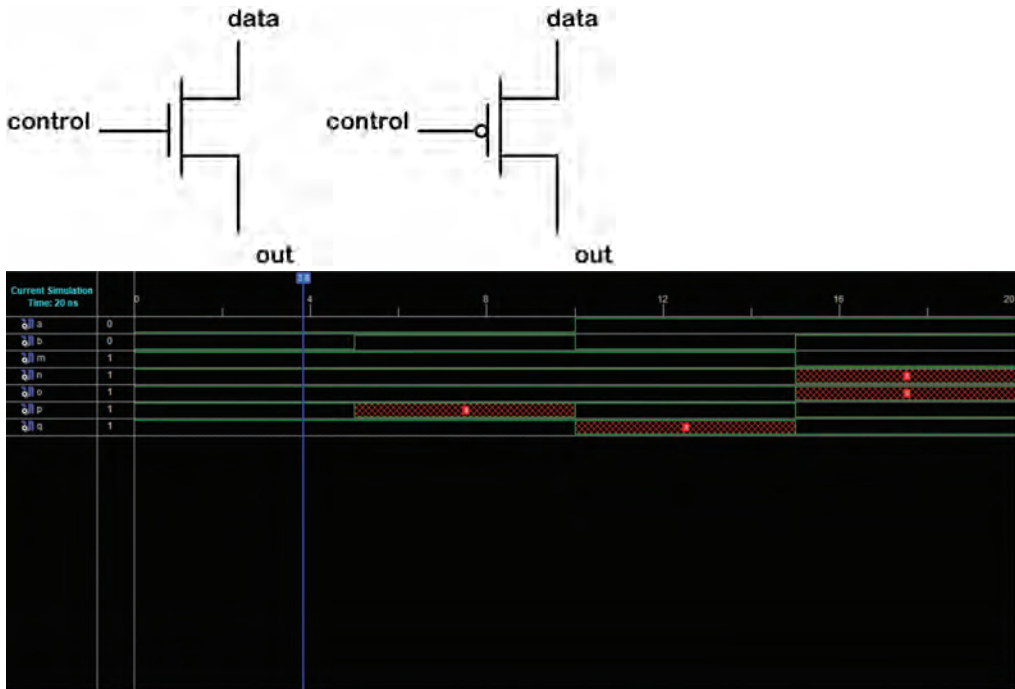 data data
control control
out out
3.8
Current Simulation
Time: 20 ns
0 4 8 12 16 20
a 0
b 0
m 1
n 1
o 1
p 1
q 1